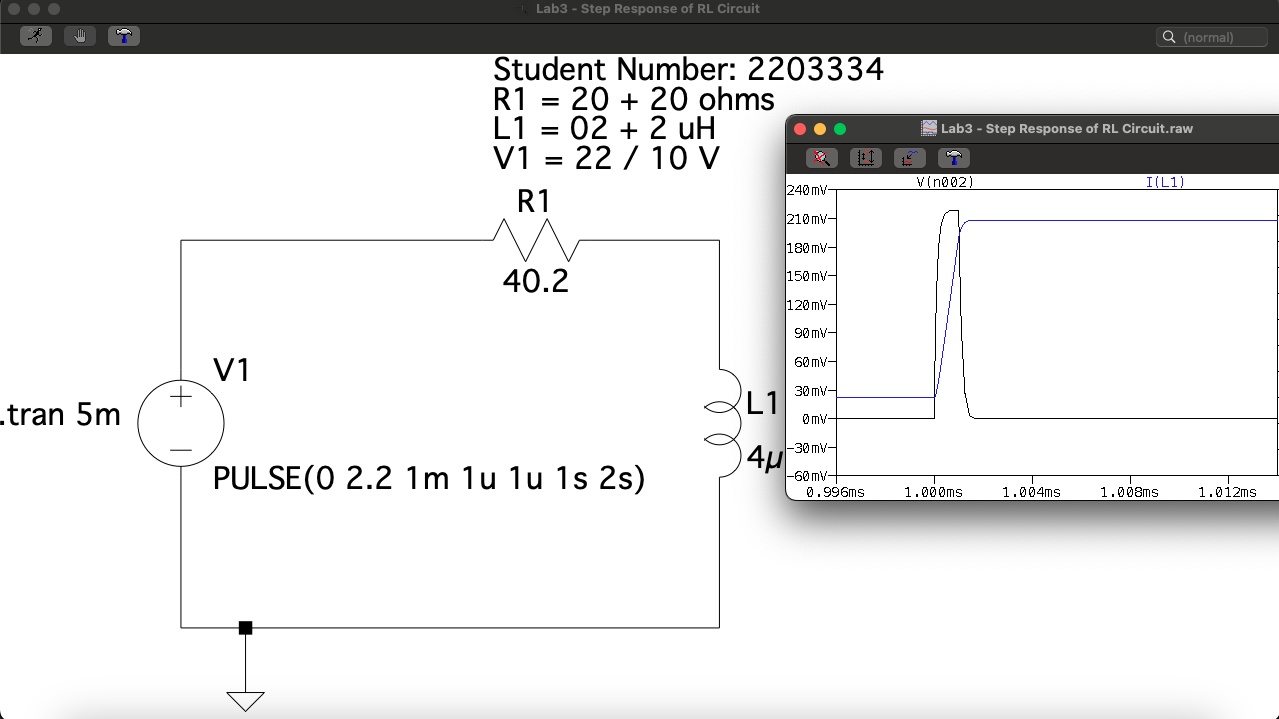 Lab3 - Step Response of RL Circuit
(normal)
Student Number: 2203334
R1 = 20 + 20 ohms
L1 = 02 + 2 uH
V1 = 22 / 10 V
R1
40.2
V1
.tran 5m
PULSE(0 2.2 1m 1u 1u 1s 2s)
L1
4µ
Lab3 - Step Response of RL Circuit.raw
V(n002) I(L1)
240mV
210mV
180mV
150mV
120mV
90mV
60mV
30mV
0mV
-30mV
-60mV
0.996ms 1.000ms 1.004ms 1.008ms 1.012ms